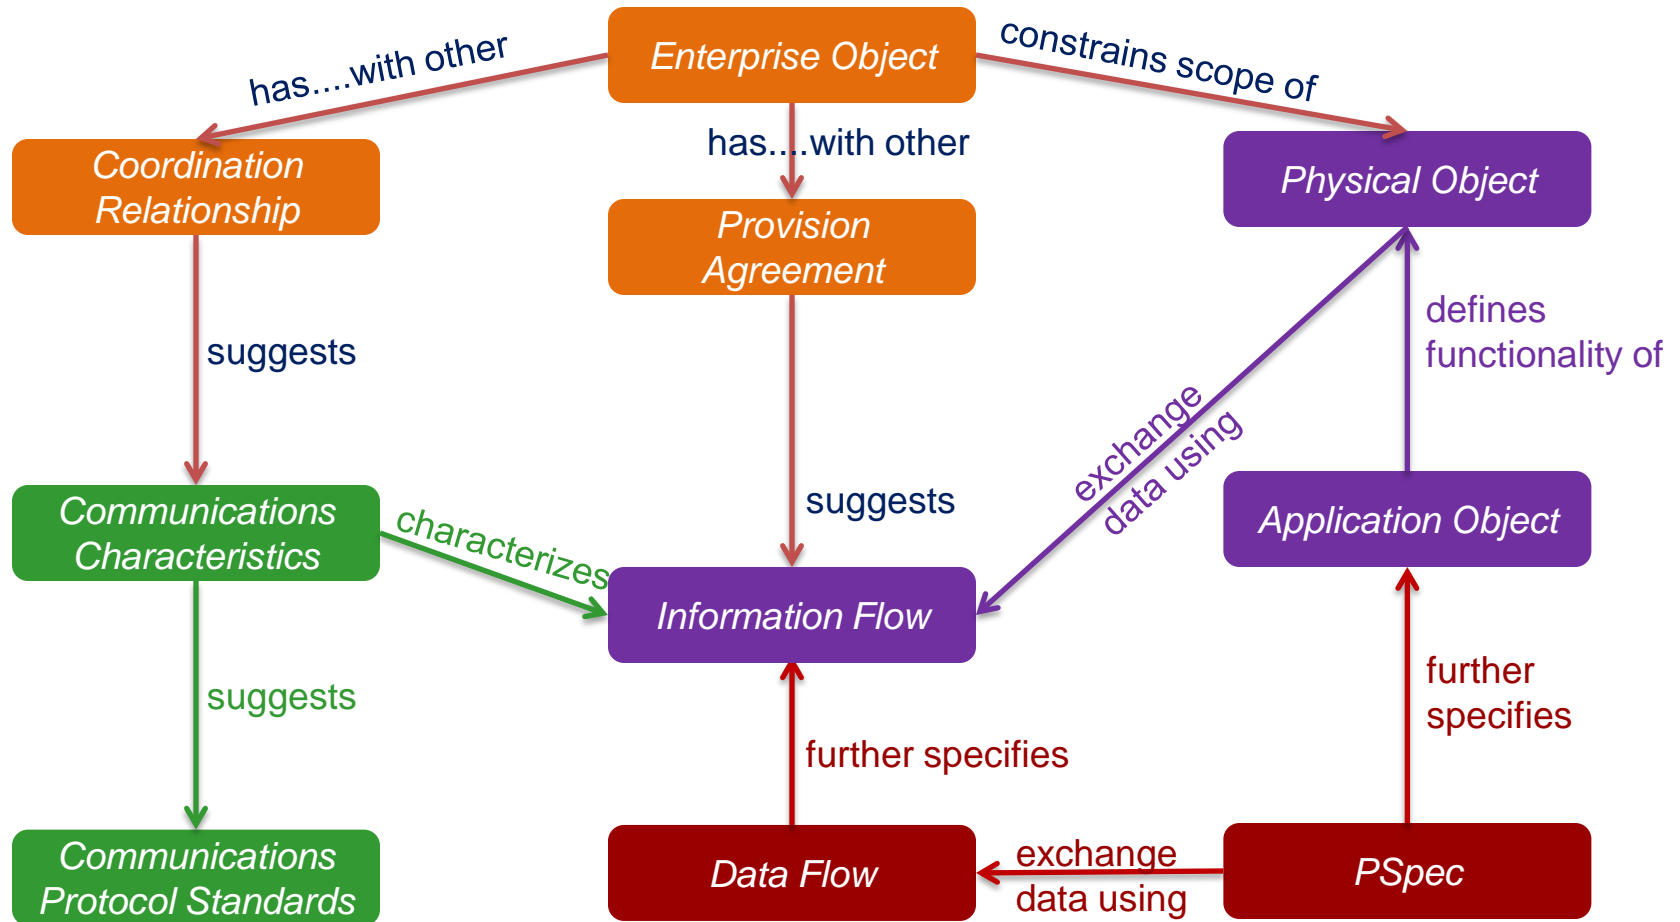 has....with other
Enterprise Object
constrains scope of
has....with other
Coordination
Relationship
Provision
Agreement
Physical Object
suggests
defines
functionality of
exchange
data using
suggests
Communications
Characteristics
characterizes
Application Object
Information Flow
suggests
further specifies
further
specifies
Communications
Protocol Standards
Data Flow
exchange
data using
PSpec